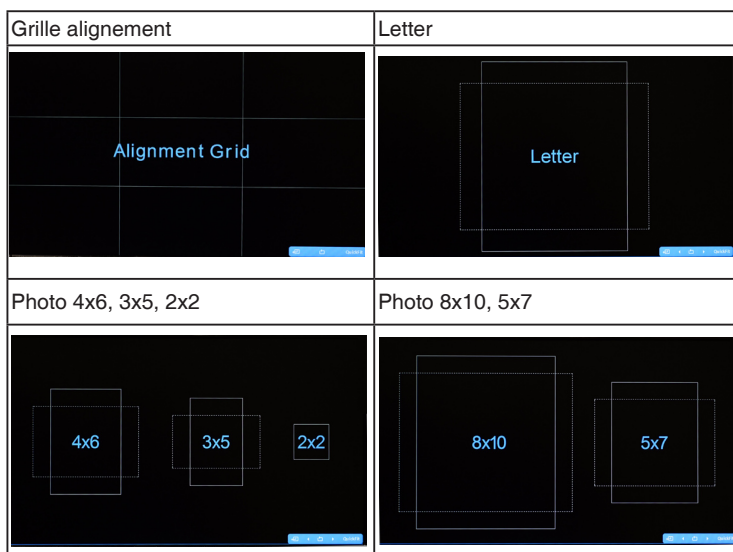 Grille alignement
Letter
Alignment Grid
Letter
Photo 4x6, 3x5, 2x2
Photo 8x10, 5x7
4x6
3x5
2x2
8x10
5x7